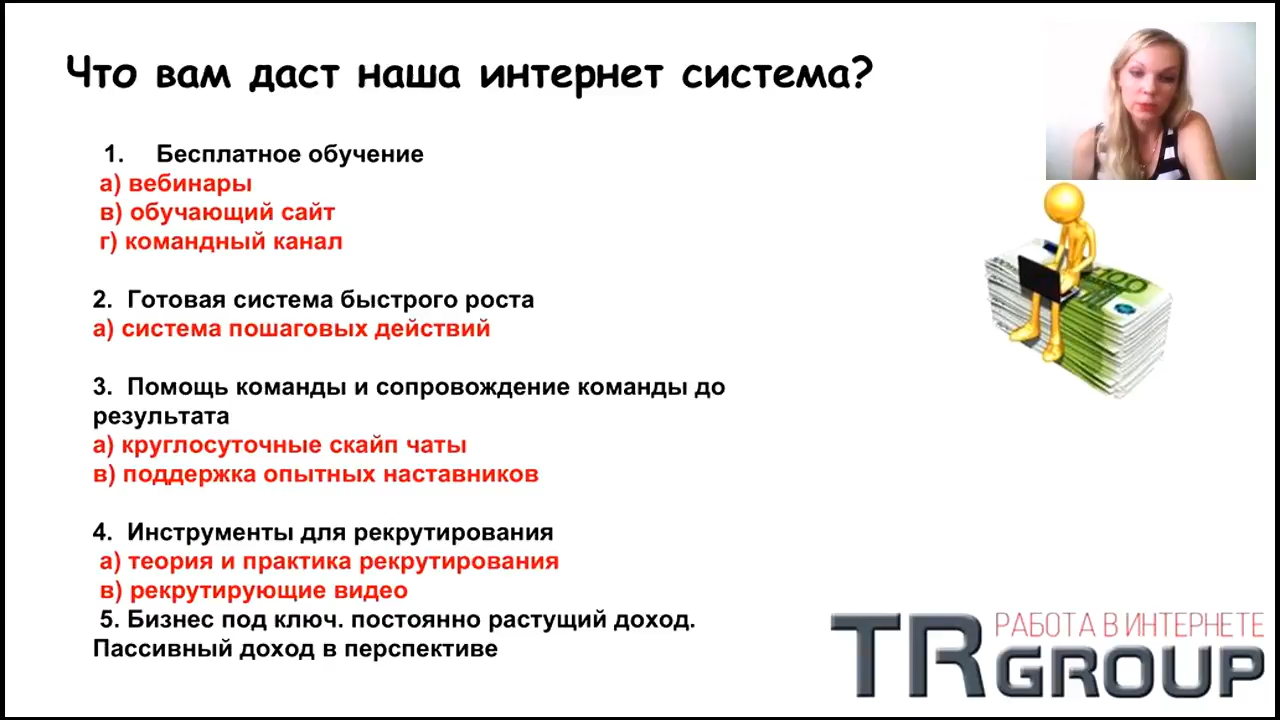 Что вам даст наша интернет система?
1. Бесплатное обучение
а) вебинары
в) обучающий сайт
г) командный канал
2. Готовая система быстрого роста
а) система пошаговых действий
3. Помощь команды и сопровождение команды до
результата
а) круглосуточные скайп чаты
в) поддержка опытных наставников
4. Инструменты для рекрутирования
а) теория и практика рекрутирования
в) рекрутирующие видео
5. Бизнес под ключ. постоянно растущий доход.
Пассивный доход в перспективе
100
TR РАБОТА В ИНТЕРНЕТЕ
GROUP